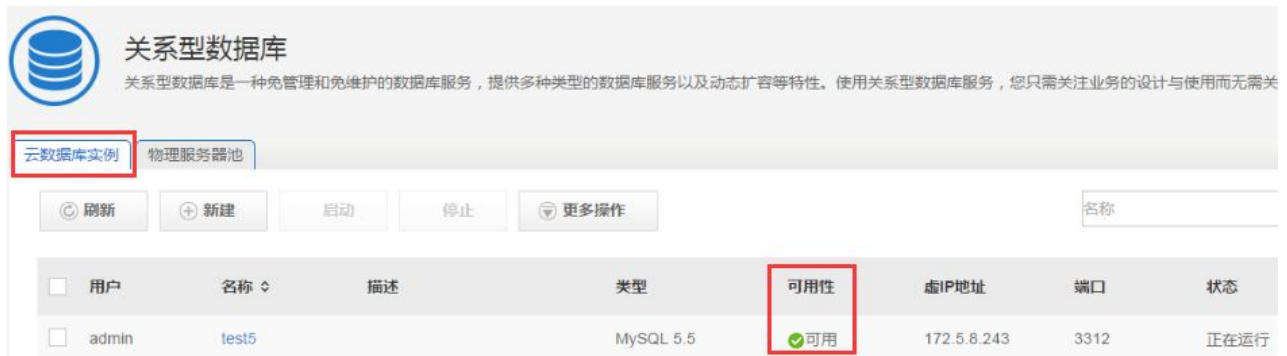 关系型数据库
关系型数据库是一种免管理和免维护的数据库服务，提供多种类型的数据库服务以及动态扩容等特性。使用关系型数据库服务，您只需关注业务的设计与使用而无需关
云数据库实例 物理服务器池
刷新 新建 启动 停止 更多操作 名称
用户 名称 描述 类型 可用性 虚IP地址 端口 状态
admin test5 MySQL 5.5 可用 172.5.8.243 3312 正在运行